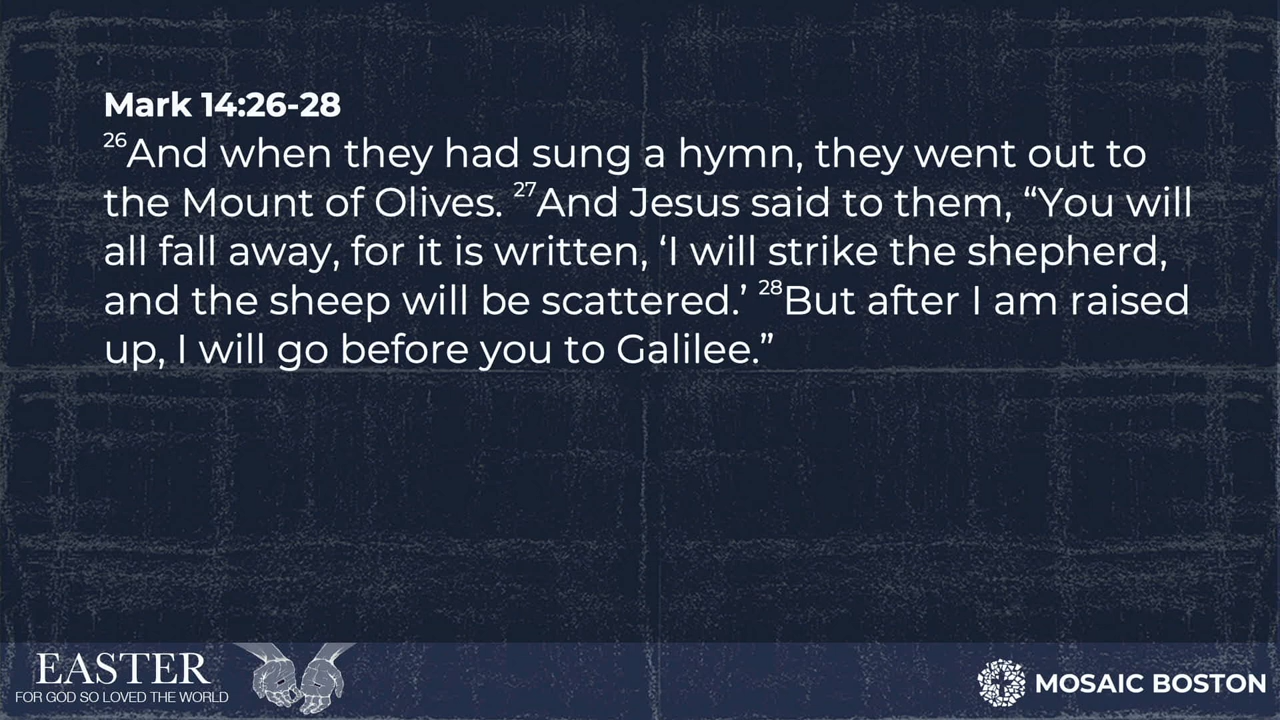 Mark 14:26-28
26And when they had sung a hymn, they went out to
the Mount of Olives. 27And Jesus said to them, “You will
all fall away, for it is written, ‘I will strike the shepherd,
and the sheep will be scattered.’ 28But after I am raised
up, I will go before you to Galilee.”
EASTER
FOR GOD SO LOVED THE WORLD
MOSAIC BOSTON